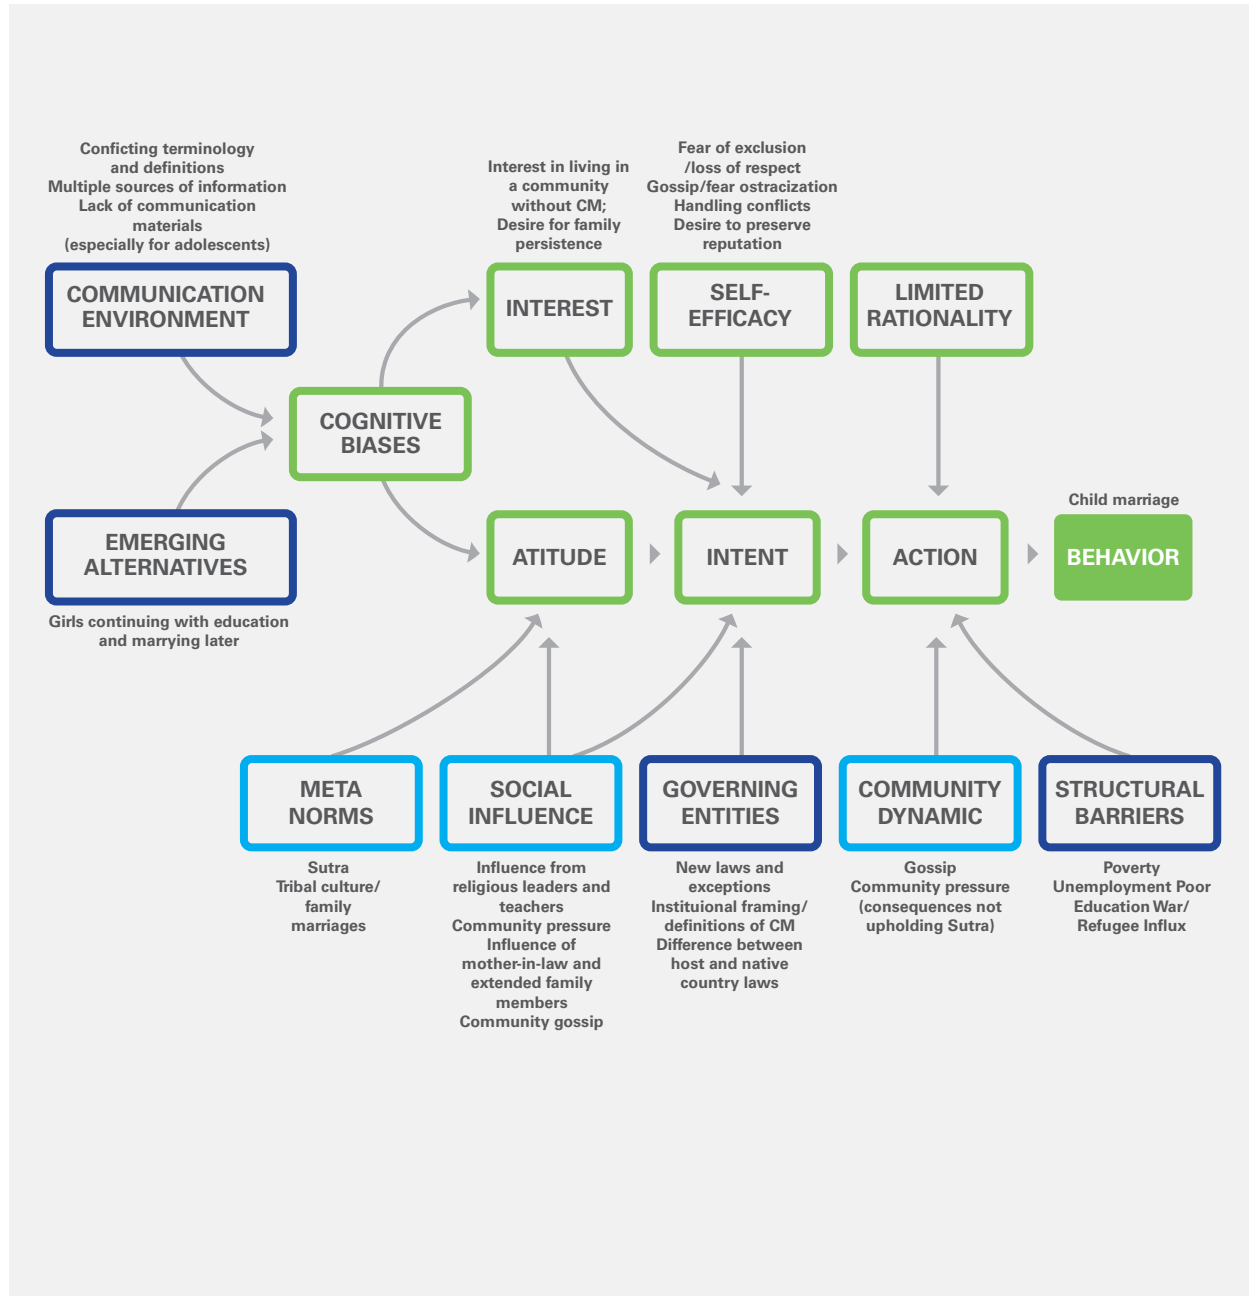 Conficting terminology
and definitions
Multiple sources of information
Lack of communication
materials
(especially for adolescents)
COMMUNICATION
ENVIRONMENT
Interest in living in
a community
without CM;
Desire for family
persistence
INTEREST
Fear of exclusion
/loss of respect
Gossip/fear ostracization
Handling conflicts
Desire to preserve
reputation
SELF-
EFFICACY
LIMITED
RATIONALITY
COGNITIVE
BIASES
EMERGING
ALTERNATIVES
Girls continuing with education
and marrying later
ATITUDE
INTENT
ACTION
Child marriage
BEHAVIOR
META
NORMS
Sutra
Tribal culture/
family
marriages
SOCIAL
INFLUENCE
Influence from
religious leaders and
teachers
Community pressure
Influence of
mother-in-law and
extended family
members
Community gossip
GOVERNING
ENTITIES
New laws and
exceptions
Instituional framing/
definitions of CM
Difference between
host and native
country laws
COMMUNITY
DYNAMIC
Gossip
Community pressure
(consequences not
upholding Sutra)
STRUCTURAL
BARRIERS
Poverty
Unemployment Poor
Education War/
Refugee Influx